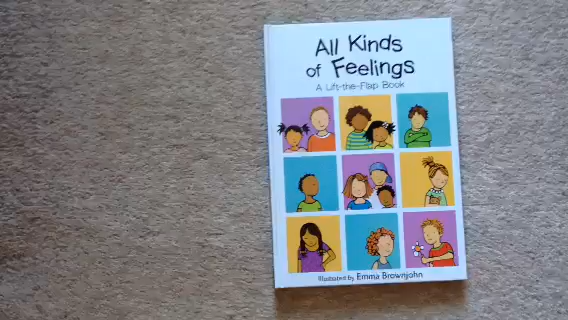 All Kinds
of Feelings
A Lift-the-Flap Book
Illustrated by Emma Brownjohn